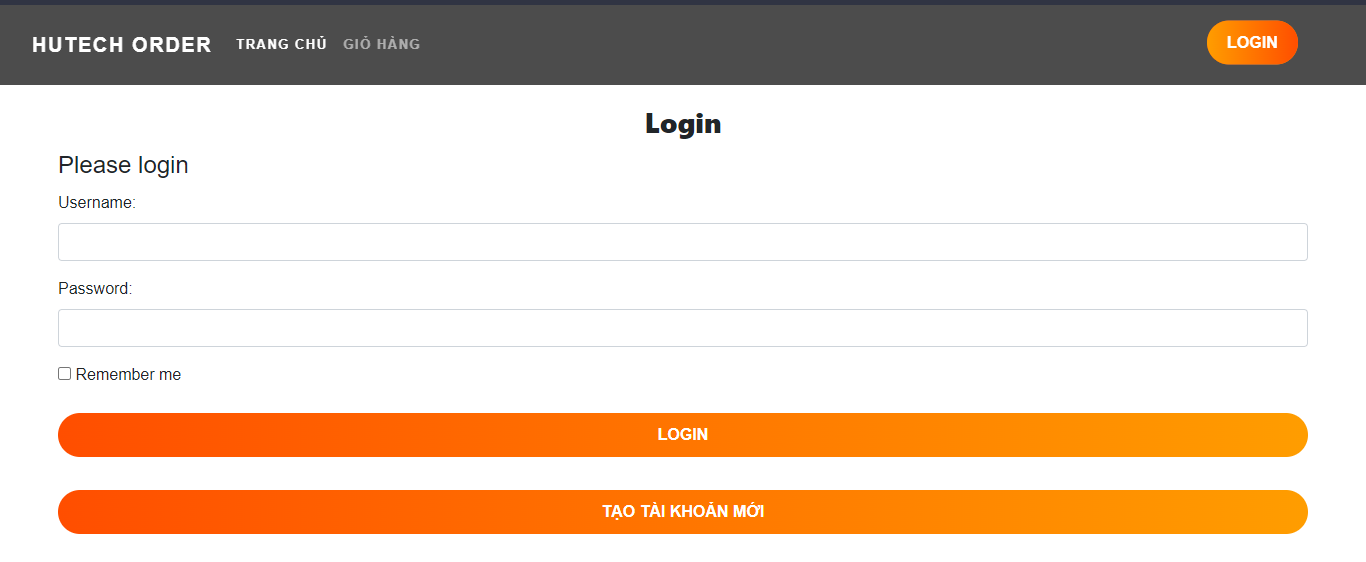 HUTECH ORDER TRANG CHỦ GIỎ HÀNG LOGIN
Login
Please login
Username:
Password:
Remember me
LOGIN
TẠO TÀI KHOẢN MỚI